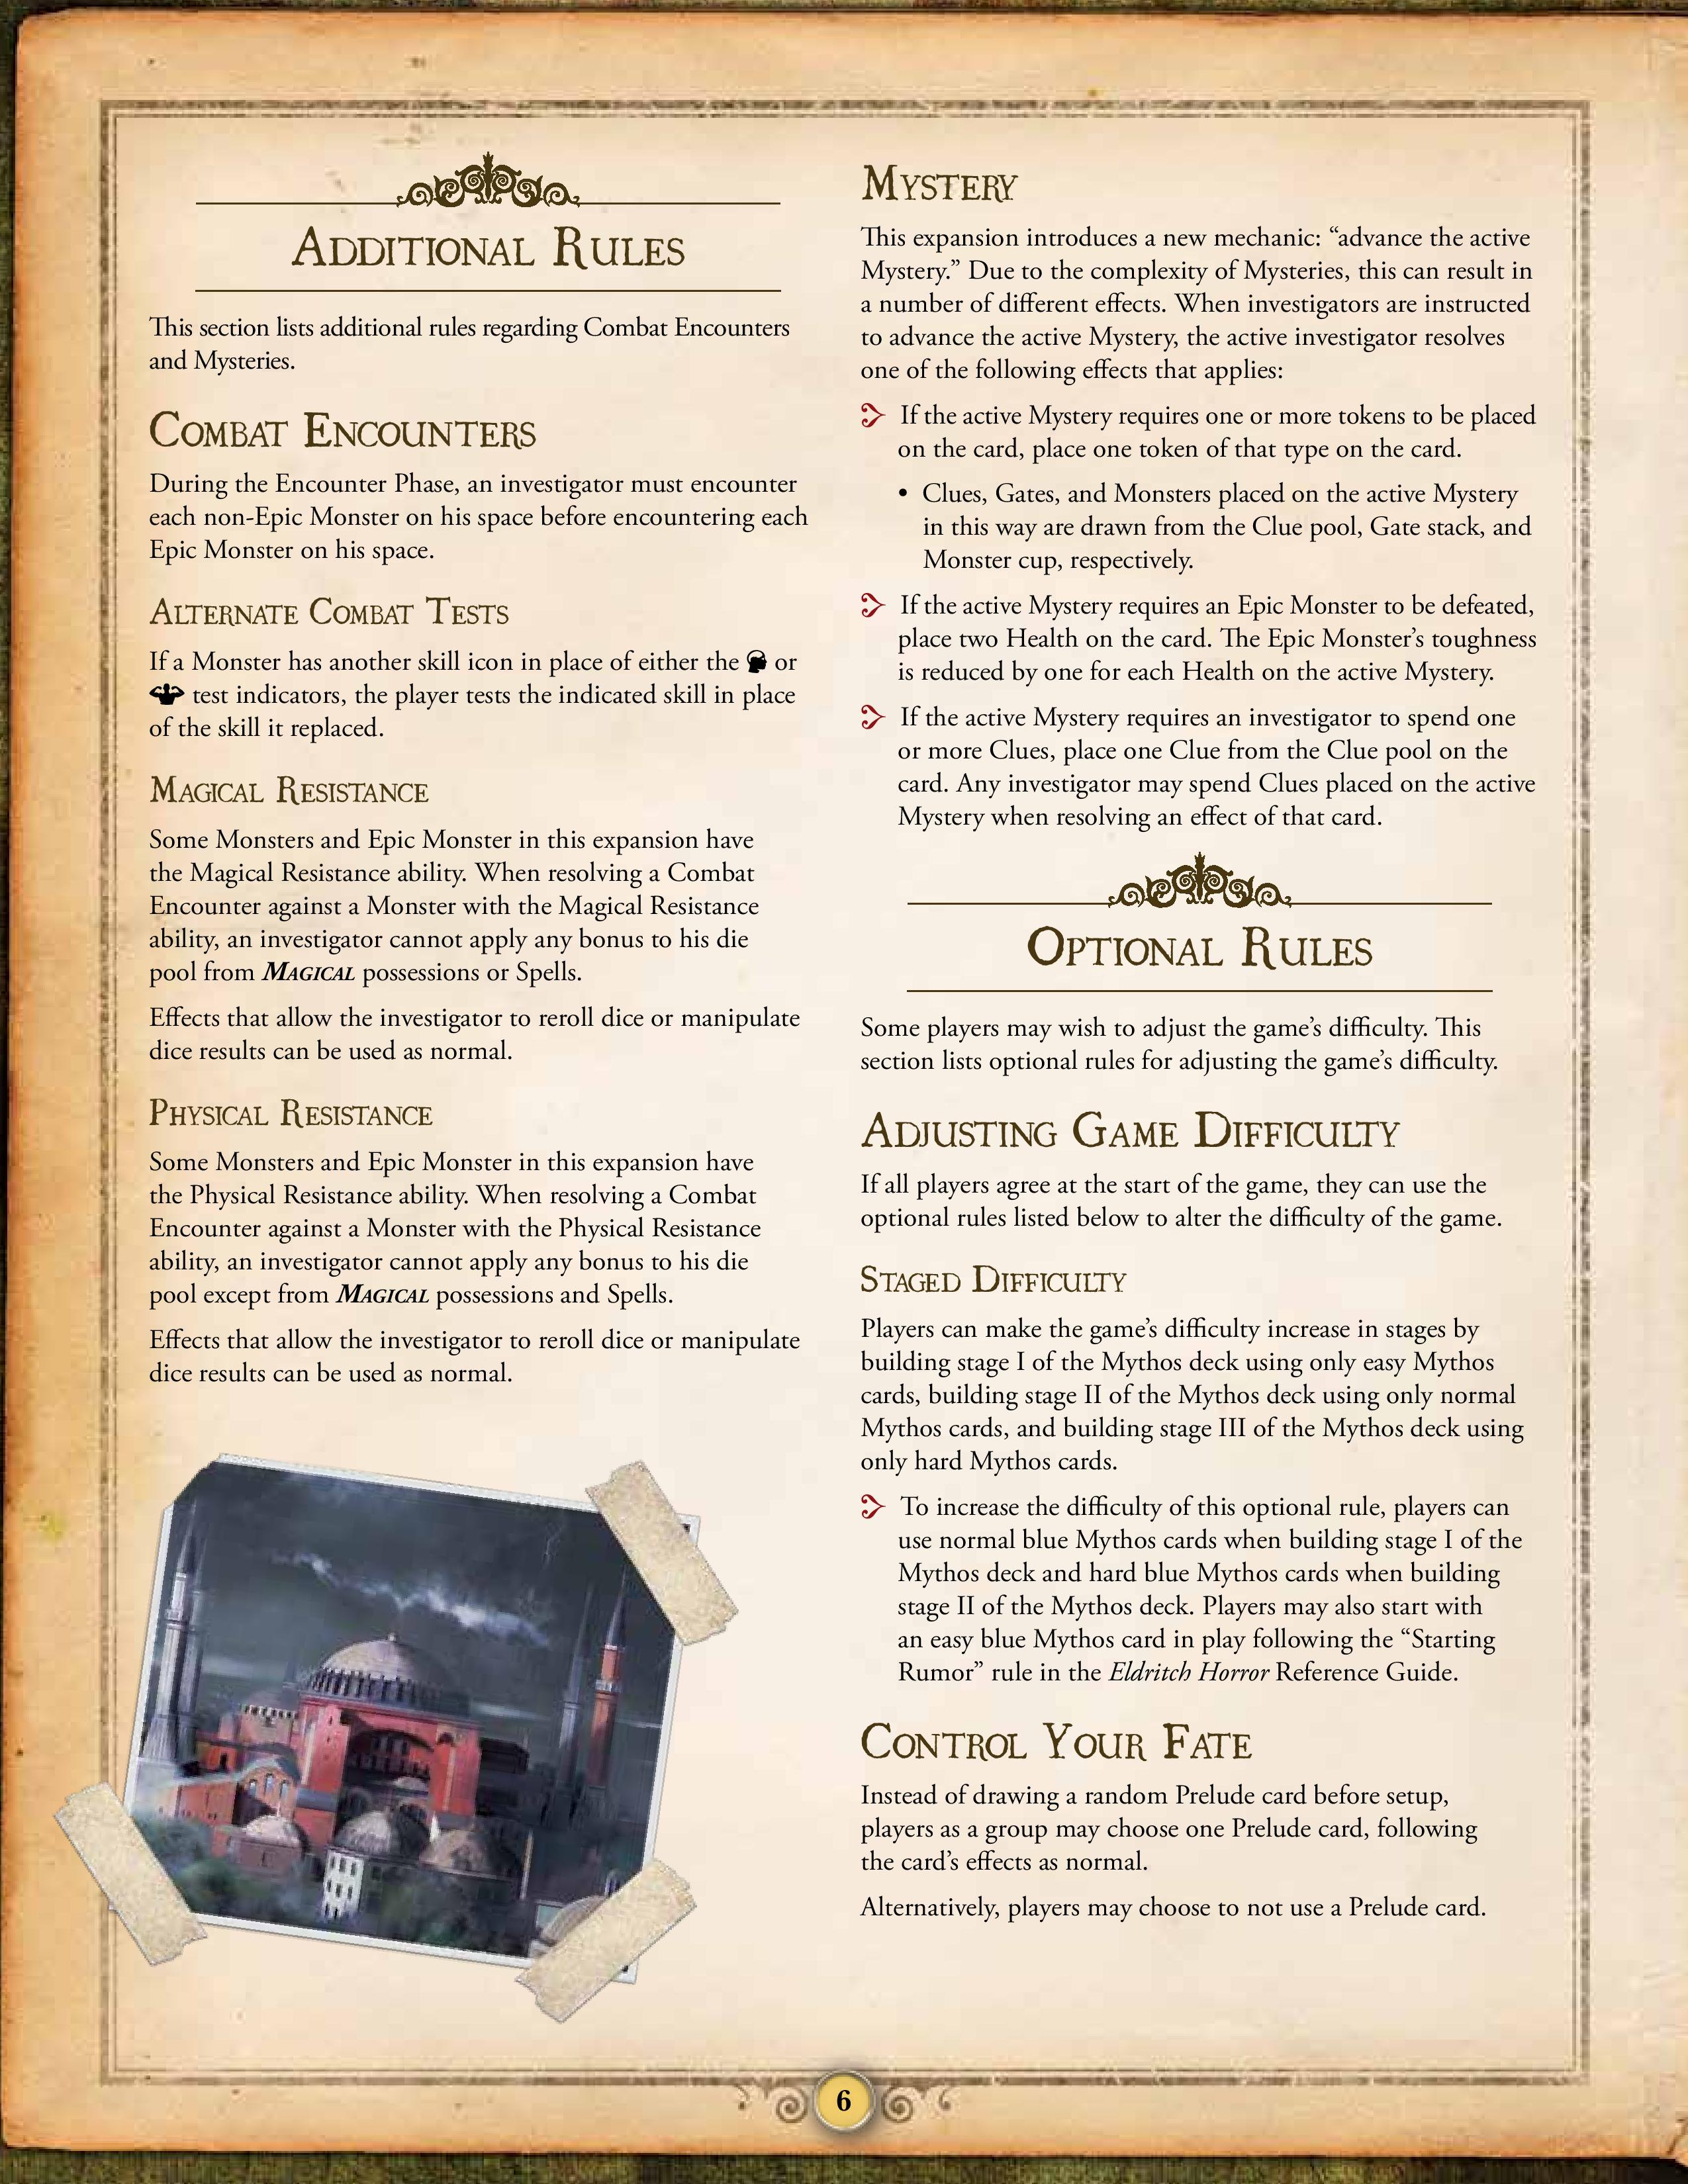 Additional Rules
This section lists additional rules regarding Combat Encounters
and Mysteries.
Combat Encounters
During the Encounter Phase, an investigator must encounter
each non-Epic Monster on his space before encountering each
Epic Monster on his space.
Alternate Combat Tests
If a Monster has another skill icon in place of either the or
test indicators, the player tests the indicated skill in place
of the skill it replaced.
Magical Resistance
Some Monsters and Epic Monster in this expansion have
the Magical Resistance ability. When resolving a Combat
Encounter against a Monster with the Magical Resistance
ability, an investigator cannot apply any bonus to his die
pool from Magical possessions or Spells.
Effects that allow the investigator to reroll dice or manipulate
dice results can be used as normal.
Physical Resistance
Some Monsters and Epic Monster in this expansion have
the Physical Resistance ability. When resolving a Combat
Encounter against a Monster with the Physical Resistance
ability, an investigator cannot apply any bonus to his die
pool except from Magical possessions and Spells.
Effects that allow the investigator to reroll dice or manipulate
dice results can be used as normal.
Mystery
This expansion introduces a new mechanic: “advance the active
Mystery.” Due to the complexity of Mysteries, this can result in
a number of different effects. When investigators are instructed
to advance the active Mystery, the active investigator resolves
one of the following effects that applies:
If the active Mystery requires one or more tokens to be placed
on the card, place one token of that type on the card.
• Clues, Gates, and Monsters placed on the active Mystery
in this way are drawn from the Clue pool, Gate stack, and
Monster cup, respectively.
If the active Mystery requires an Epic Monster to be defeated,
place two Health on the card. The Epic Monster’s toughness
is reduced by one for each Health on the active Mystery.
If the active Mystery requires an investigator to spend one
or more Clues, place one Clue from the Clue pool on the
card. Any investigator may spend Clues placed on the active
Mystery when resolving an effect of that card.
Optional Rules
Some players may wish to adjust the game’s difficulty. This
section lists optional rules for adjusting the game’s difficulty.
Adjusting Game Difficulty
If all players agree at the start of the game, they can use the
optional rules listed below to alter the difficulty of the game.
Staged Difficulty
Players can make the game’s difficulty increase in stages by
building stage I of the Mythos deck using only easy Mythos
cards, building stage II of the Mythos deck using only normal
Mythos cards, and building stage III of the Mythos deck using
only hard Mythos cards.
To increase the difficulty of this optional rule, players can
use normal blue Mythos cards when building stage I of the
Mythos deck and hard blue Mythos cards when building
stage II of the Mythos deck. Players may also start with
an easy blue Mythos card in play following the “Starting
Rumor” rule in the Eldritch Horror Reference Guide.
Control Your Fate
Instead of drawing a random Prelude card before setup,
players as a group may choose one Prelude card, following
the card’s effects as normal.
Alternatively, players may choose to not use a Prelude card.
6